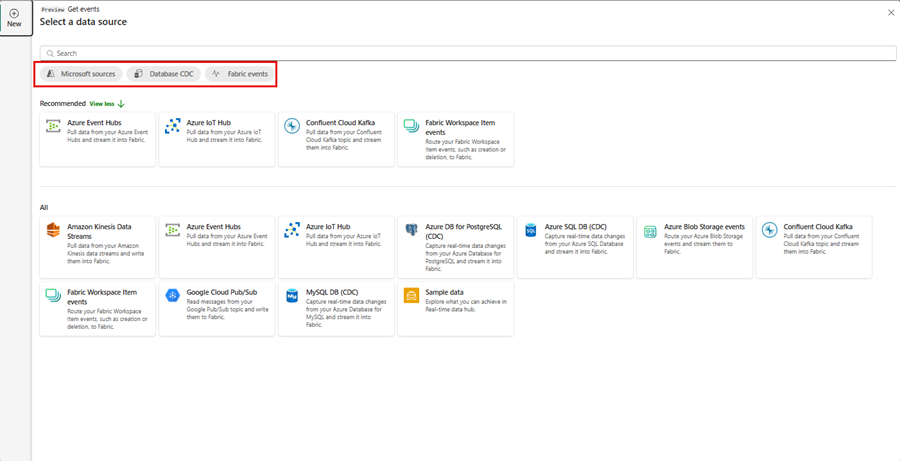 New
Preview Get events
Select a data source
Search
Microsoft sources
Database CDC
Fabric events
Recommended View less
Azure Event Hubs
Pull data from your Azure Event
Hubs and stream it into Fabric.
Azure IoT Hub
Pull data from your Azure IoT
Hub and stream it into Fabric.
Confluent Cloud Kafka
Pull data from your Confluent
Cloud Kafka topic and stream
them into Fabric.
Fabric Workspace Item
events
Route your Fabric Workspace
Item events, such as creation or
deletion, to Fabric.
All
Amazon Kinesis Data
Streams
Pull data from your Amazon
Kinesis data streams and write
them into Fabric.
Azure Event Hubs
Pull data from your Azure Event
Hubs and stream it into Fabric.
Azure IoT Hub
Pull data from your Azure IoT
Hub and stream it into Fabric.
Azure DB for PostgreSQL
(CDC)
Capture real-time data changes
from your Azure Database for
PostgreSQL and stream it into
Fabric.
Azure SQL DB (CDC)
Capture real-time data changes
from your Azure SQL Database
and stream it into Fabric.
Azure Blob Storage events
Route your Azure Blob Storage
events and stream them to
Fabric.
Confluent Cloud Kafka
Pull data from your Confluent
Cloud Kafka topic and stream
them into Fabric.
Fabric Workspace Item
events
Route your Fabric Workspace
Item events, such as creation or
deletion, to Fabric.
Google Cloud Pub/Sub
Read messages from your
Google Pub/Sub topic and write
them to Fabric.
MySQL DB (CDC)
Capture real-time data changes
from your Azure Database for
MySQL and stream it into
Fabric.
Sample data
Explore what you can achieve in
Real-time data hub.